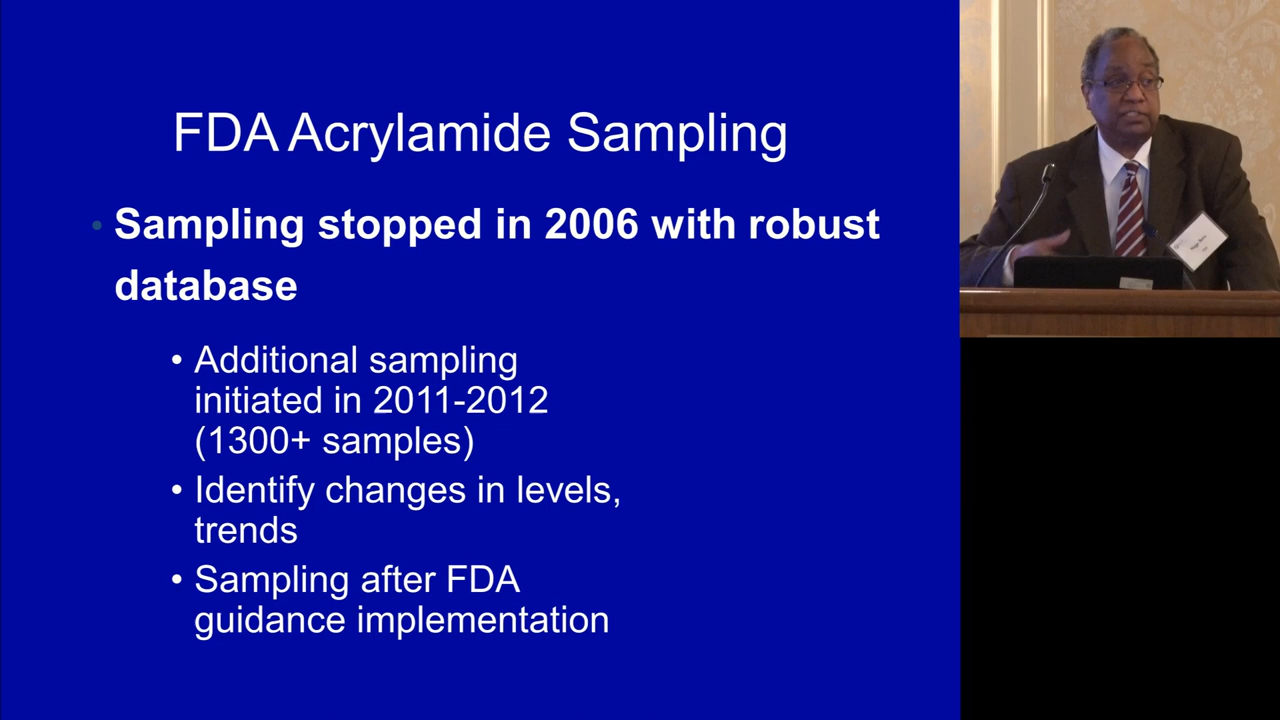 FDA Acrylamide Sampling
• Sampling stopped in 2006 with robust
database
• Additional sampling
initiated in 2011-2012
(1300+ samples)
• Identify changes in levels,
trends
• Sampling after FDA
guidance implementation